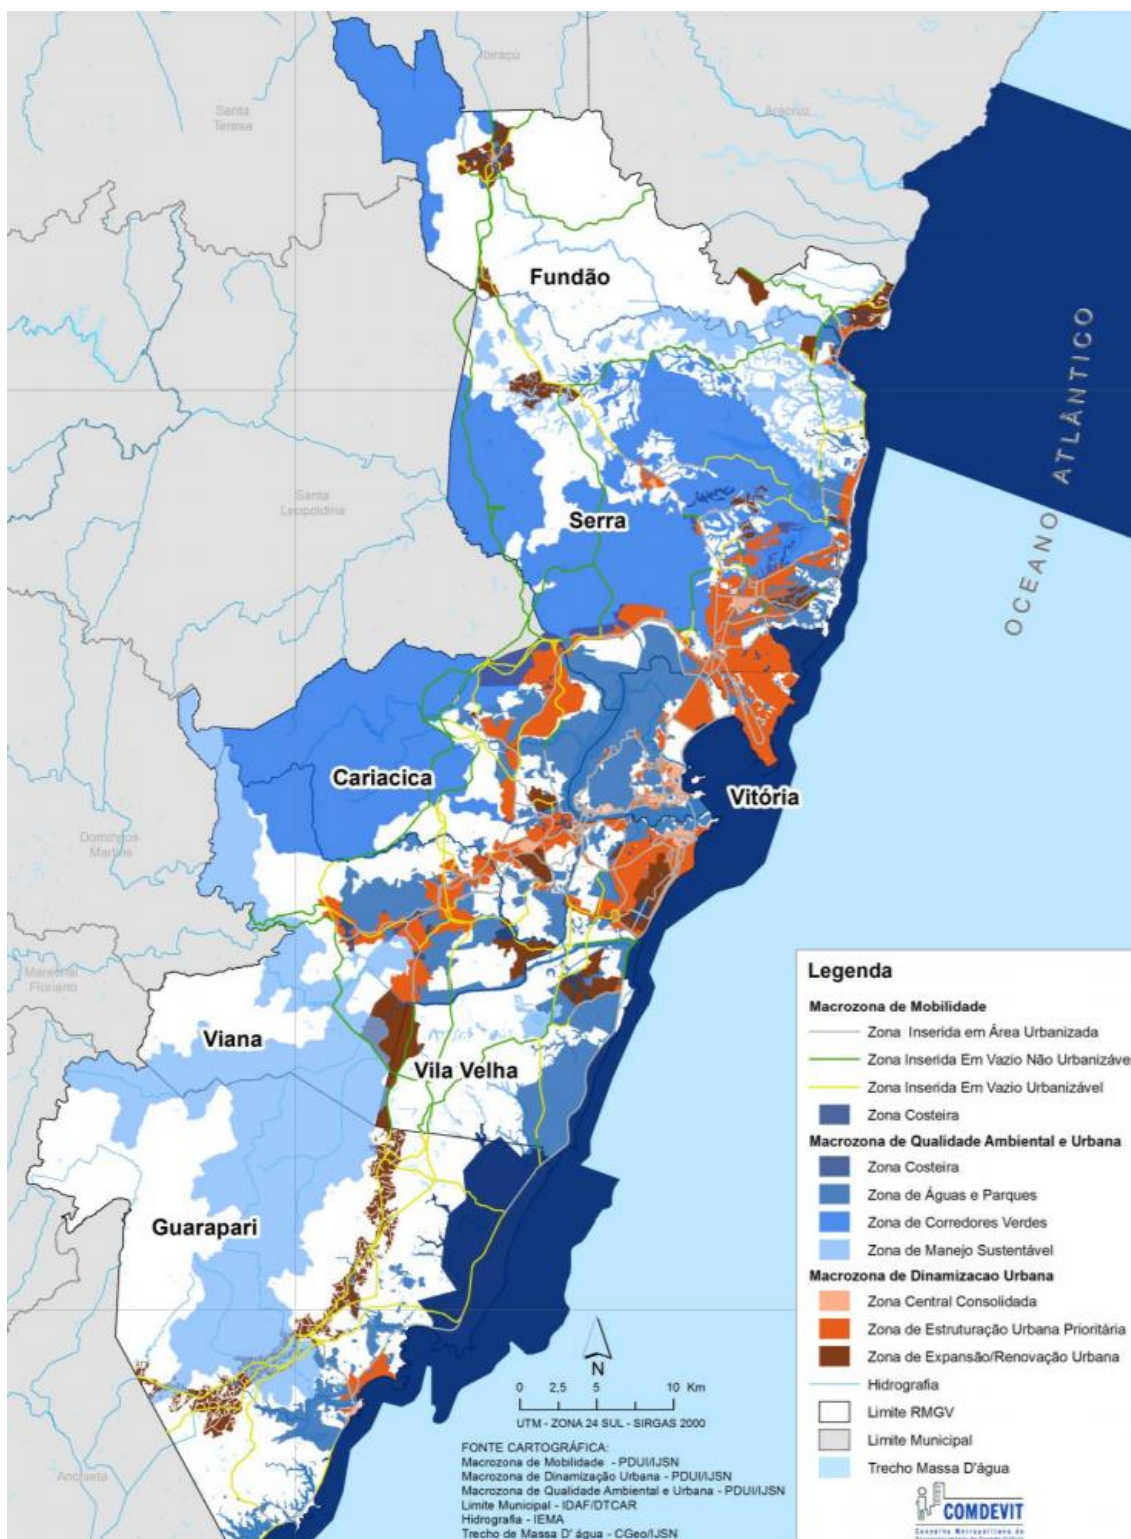 Ibiraçú
Santa
Teresa
Aracruz
Fundão
OCEANO ATLÂNTICO
Santa
Leopoldina
Serra
Cariacica
Vitória
Domingos
Martins
Marechal
Floriano
Viana
Vila Velha
Guarapari
Anchieta
N
0 2,5 5 10 Km
UTM - ZONA 24 SUL - SIRGAS 2000
FONTE CARTOGRÁFICA:
Macrozona de Mobilidade - PDUI/IJSN
Macrozona de Dinamização Urbana - PDUI/IJSN
Macrozona de Qualidade Ambiental e Urbana - PDUI/IJSN
Limite Municipal - IDAF/DTCAR
Hidrografia - IEMA
Trecho de Massa D' água - CGeo/IJSN
Legenda
Macrozona de Mobilidade
Zona Inserida em Área Urbanizada
Zona Inserida Em Vazio Não Urbanizável
Zona Inserida Em Vazio Urbanizável
Zona Costeira
Macrozona de Qualidade Ambiental e Urbana
Zona Costeira
Zona de Águas e Parques
Zona de Corredores Verdes
Zona de Manejo Sustentável
Macrozona de Dinamizacao Urbana
Zona Central Consolidada
Zona de Estruturação Urbana Prioritária
Zona de Expansão/Renovação Urbana
Hidrografia
Limite RMGV
Limite Municipal
Trecho Massa D'água
COMDEVIT
Conselho Metropolitano de